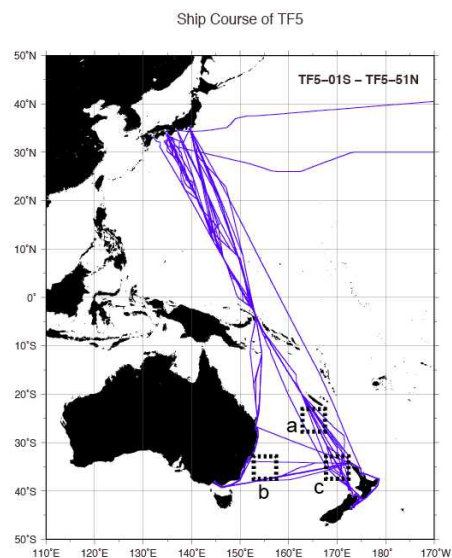 Ship Course of TF5
50˚N
TF5−01S − TF5−51N
40˚N
30˚N
20˚N
10˚N
0˚
10˚S
20˚S
a
30˚S
b
c
40˚S
50˚S
110˚E
120˚E
130˚E
140˚E
150˚E
160˚E
170˚E
180˚
170˚W